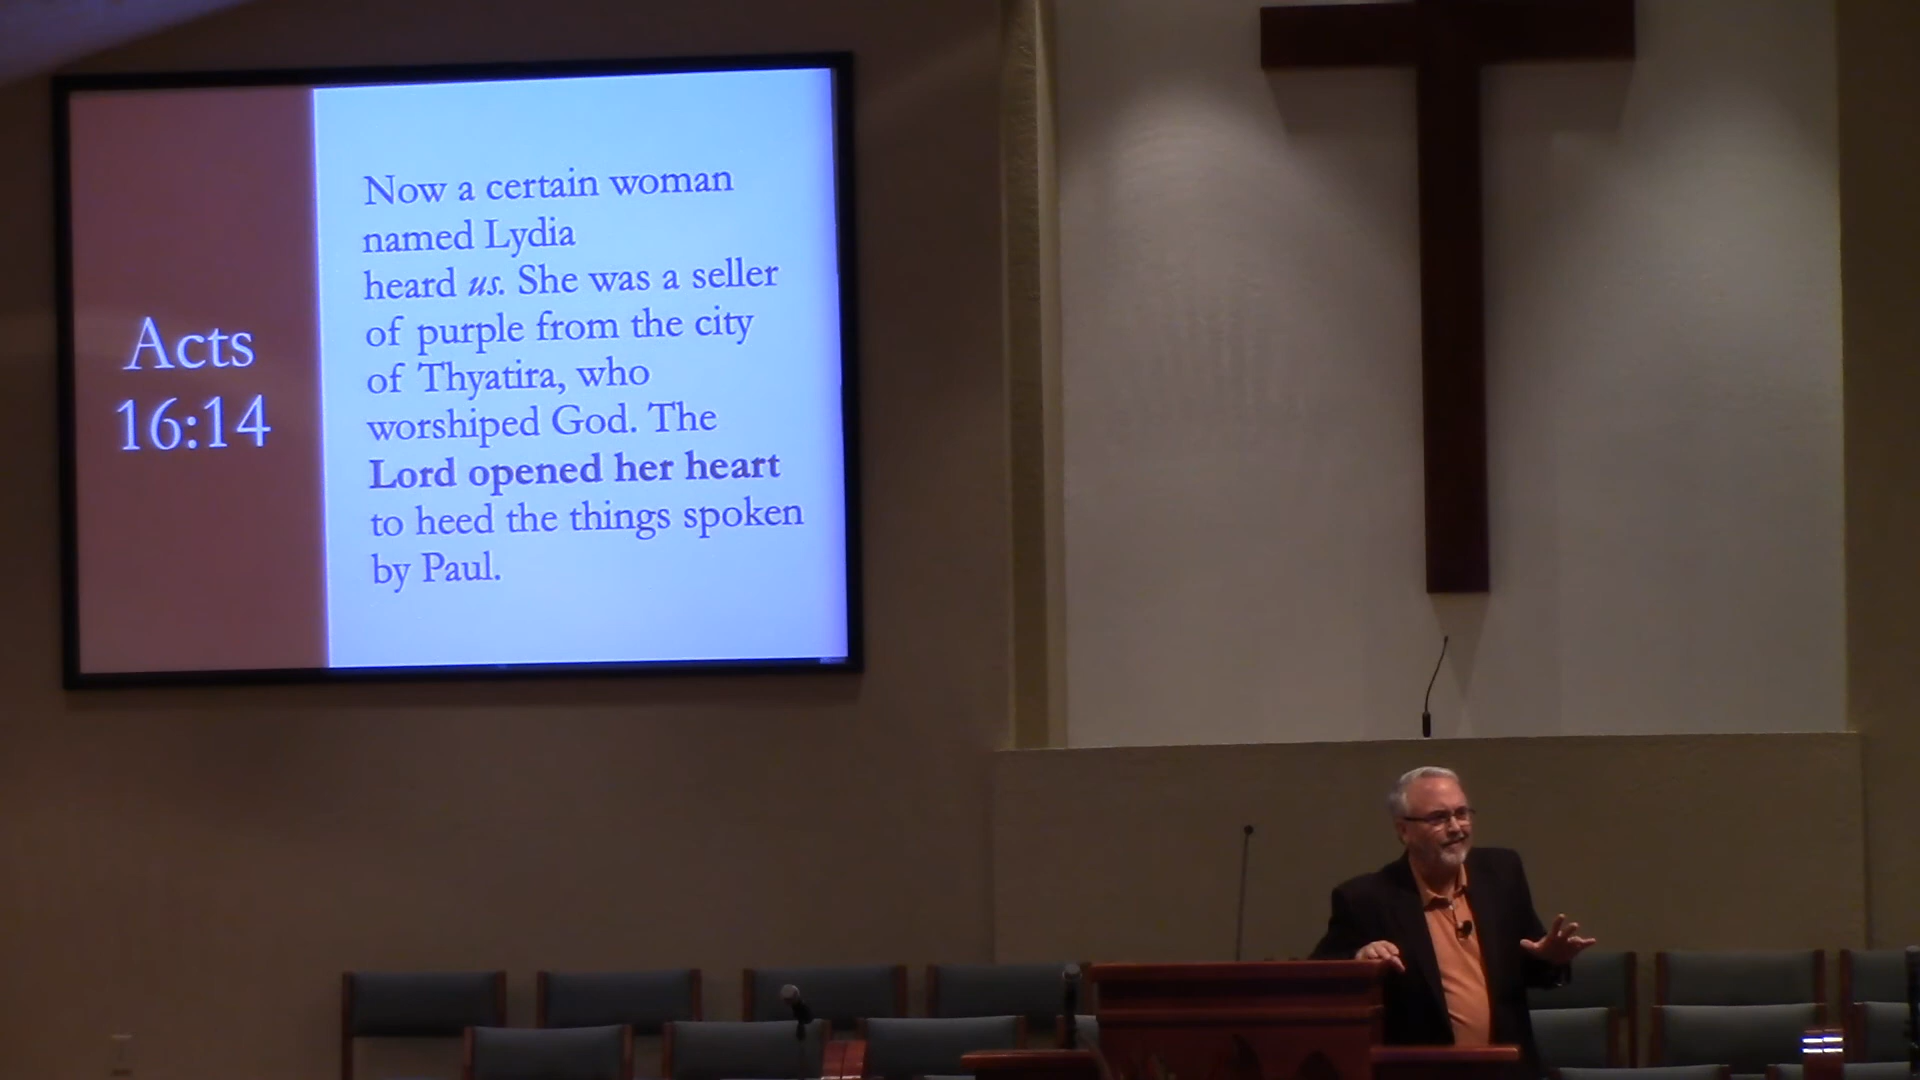 Acts
16:14
Now a certain woman
named Lydia
heard us. She was a seller
of purple from the city
of Thyatira, who
worshiped God. The
Lord opened her heart
to heed the things spoken
by Paul.